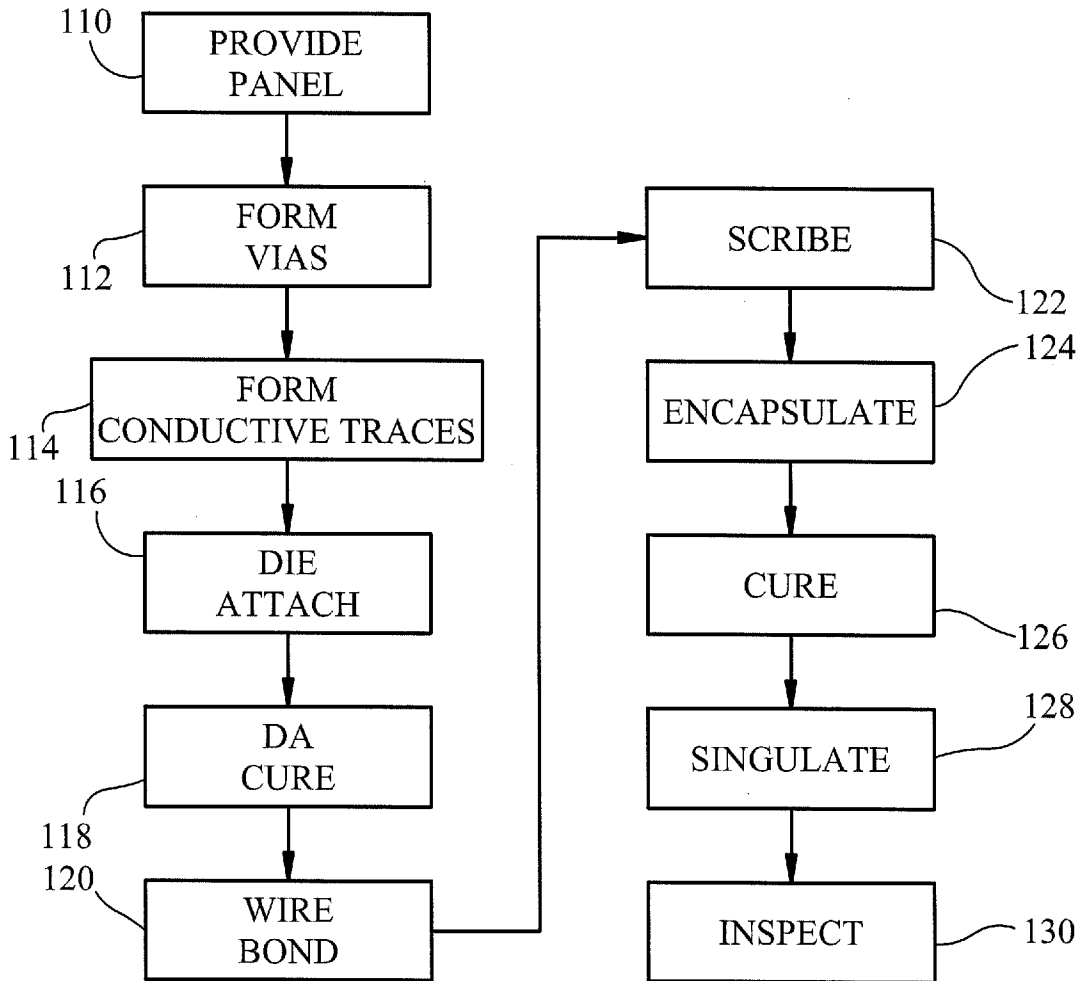 110
PROVIDE
PANEL
FORM
VIAS
112
FORM
CONDUCTIVE TRACES
114
116
DIE
ATTACH
DA
CURE
118
120
WIRE
BOND
SCRIBE
122
124
ENCAPSULATE
CURE
126
128
SINGULATE
INSPECT
130